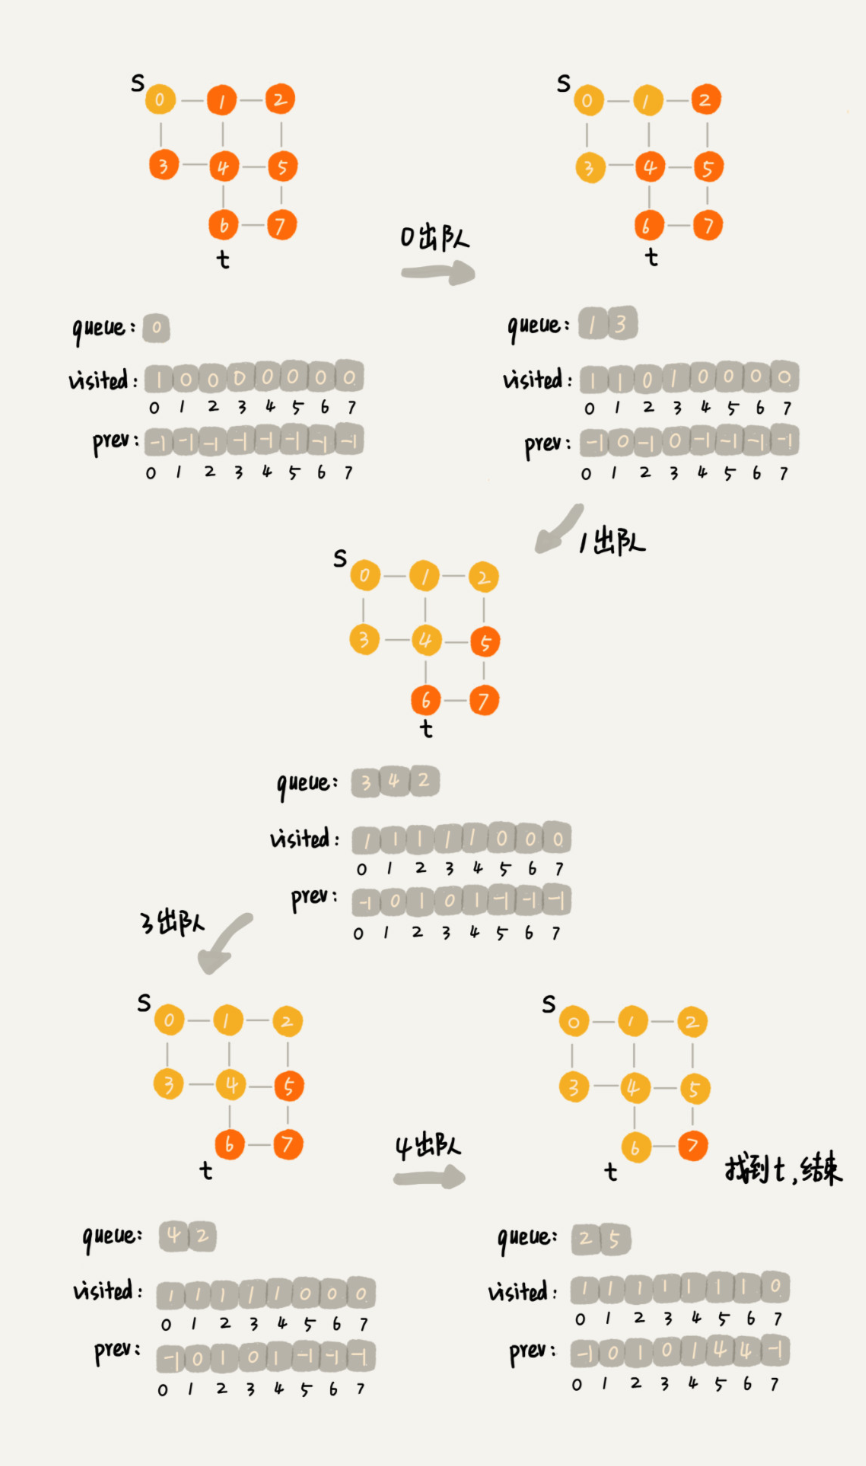 S
0 1 2
3 4 5
6 7
t
queue: 0
visited: 1 0 0 0 0 0 0 0
0 1 2 3 4 5 6 7
prev: -1 -1 -1 -1 -1 -1 -1 -1
0 1 2 3 4 5 6 7
0出队
S
0 1 2
3 4 5
6 7
t
queue: 1 3
visited: 1 1 0 1 0 0 0 0
0 1 2 3 4 5 6 7
prev: -1 0 -1 0 -1 -1 -1 -1
0 1 2 3 4 5 6 7
1出队
S
0 1 2
3 4 5
6 7
t
queue: 3 4 2
visited: 1 1 1 1 1 0 0 0
0 1 2 3 4 5 6 7
prev: -1 0 1 0 1 -1 -1 -1
0 1 2 3 4 5 6 7
3出队
S
0 1 2
3 4 5
6 7
t
queue: 4 2
visited: 1 1 1 1 1 0 0 0
0 1 2 3 4 5 6 7
prev: -1 0 1 0 1 -1 -1 -1
0 1 2 3 4 5 6 7
4出队
S
0 1 2
3 4 5
6 7
t
找到t,结束
queue: 2 5
visited: 1 1 1 1 1 1 1 0
0 1 2 3 4 5 6 7
prev: -1 0 1 0 1 4 4 -1
0 1 2 3 4 5 6 7